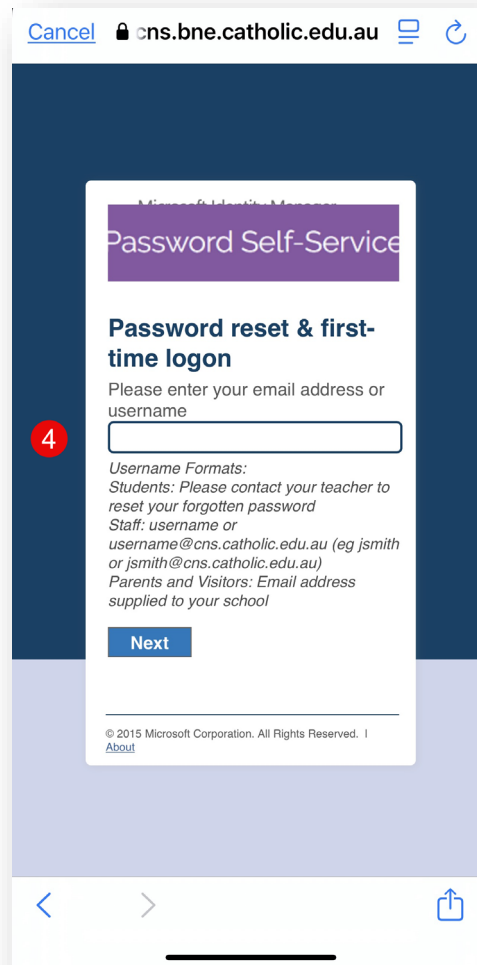 Cancel cns.bne.catholic.edu.au
Microsoft Identity Manager
Password Self-Service
Password reset & first-
time logon
Please enter your email address or
username
4
Username Formats:
Students: Please contact your teacher to
reset your forgotten password
Staff: username or
username@cns.catholic.edu.au (eg jsmith
or jsmith@cns.catholic.edu.au)
Parents and Visitors: Email address
supplied to your school
Next
© 2015 Microsoft Corporation. All Rights Reserved. |
About